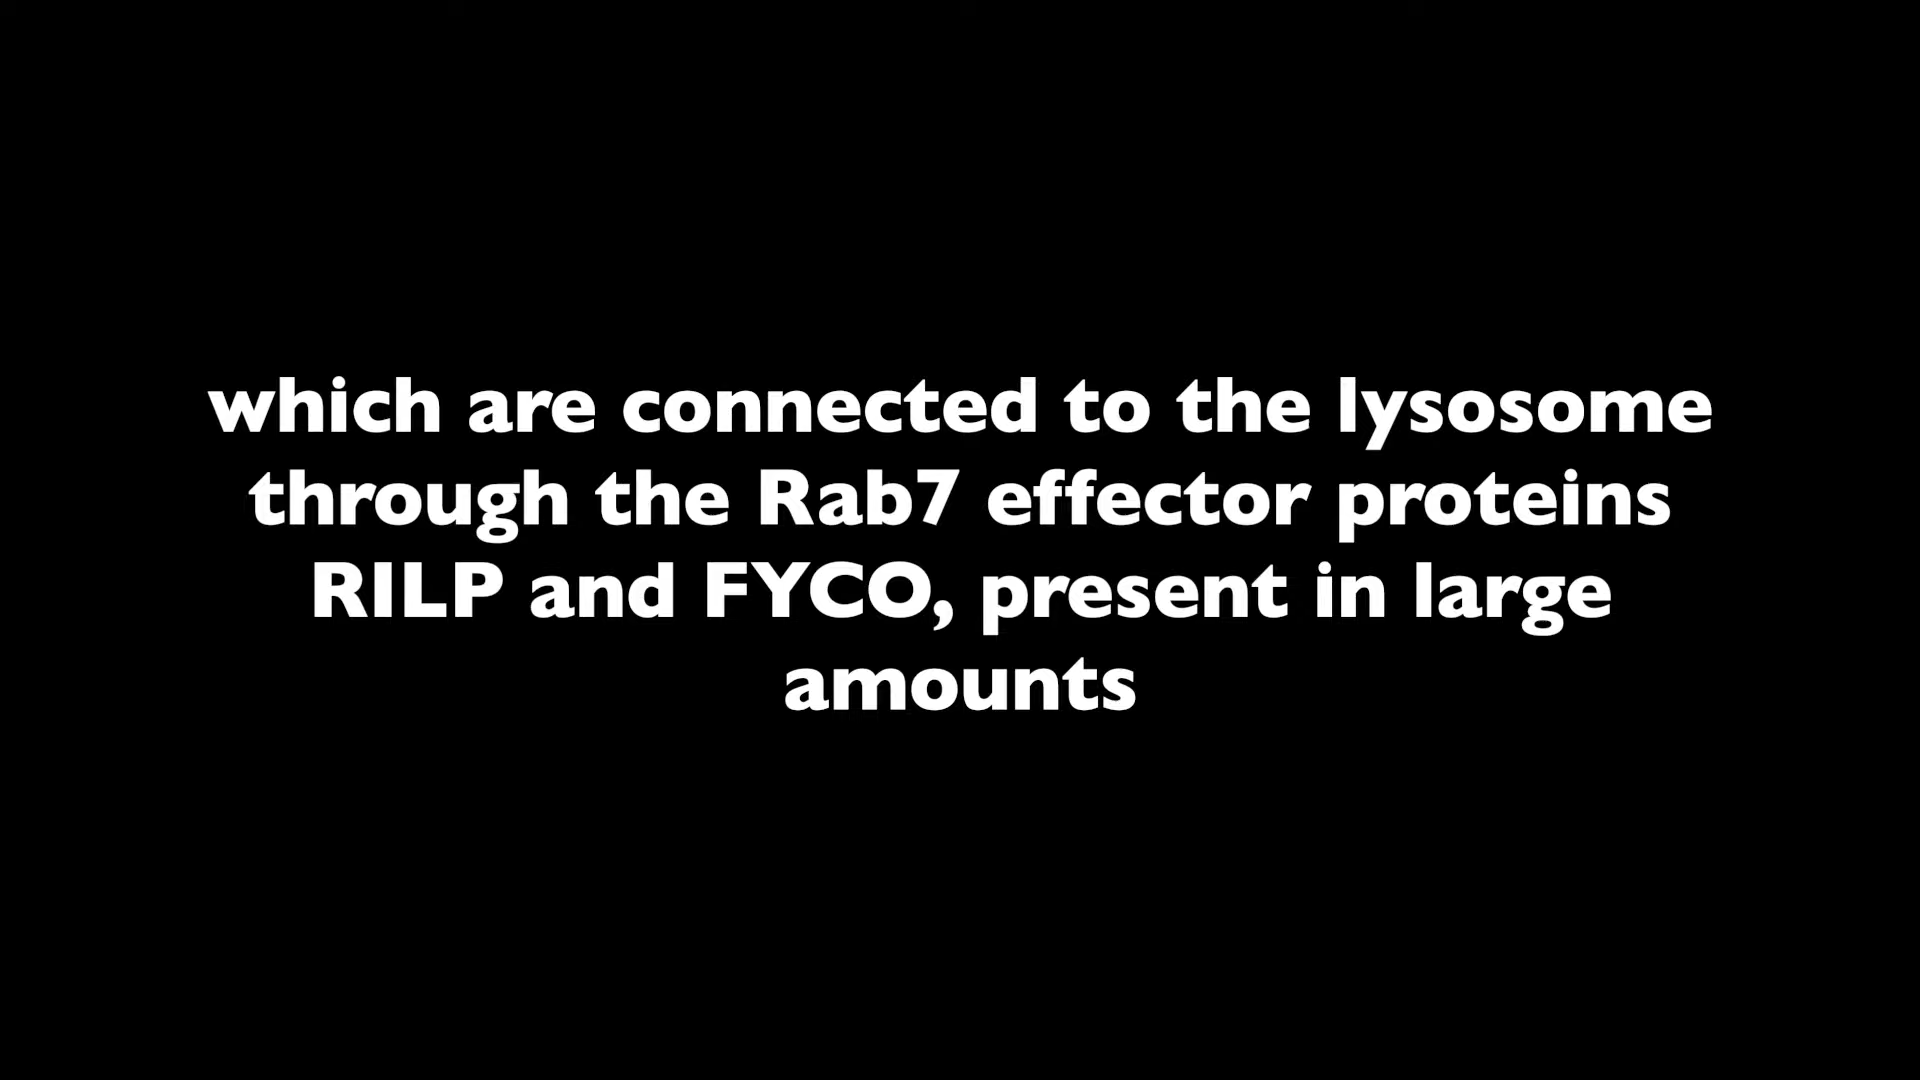 which are connected to the lysosome
through the Rab7 effector proteins
RILP and FYCO, present in large
amounts